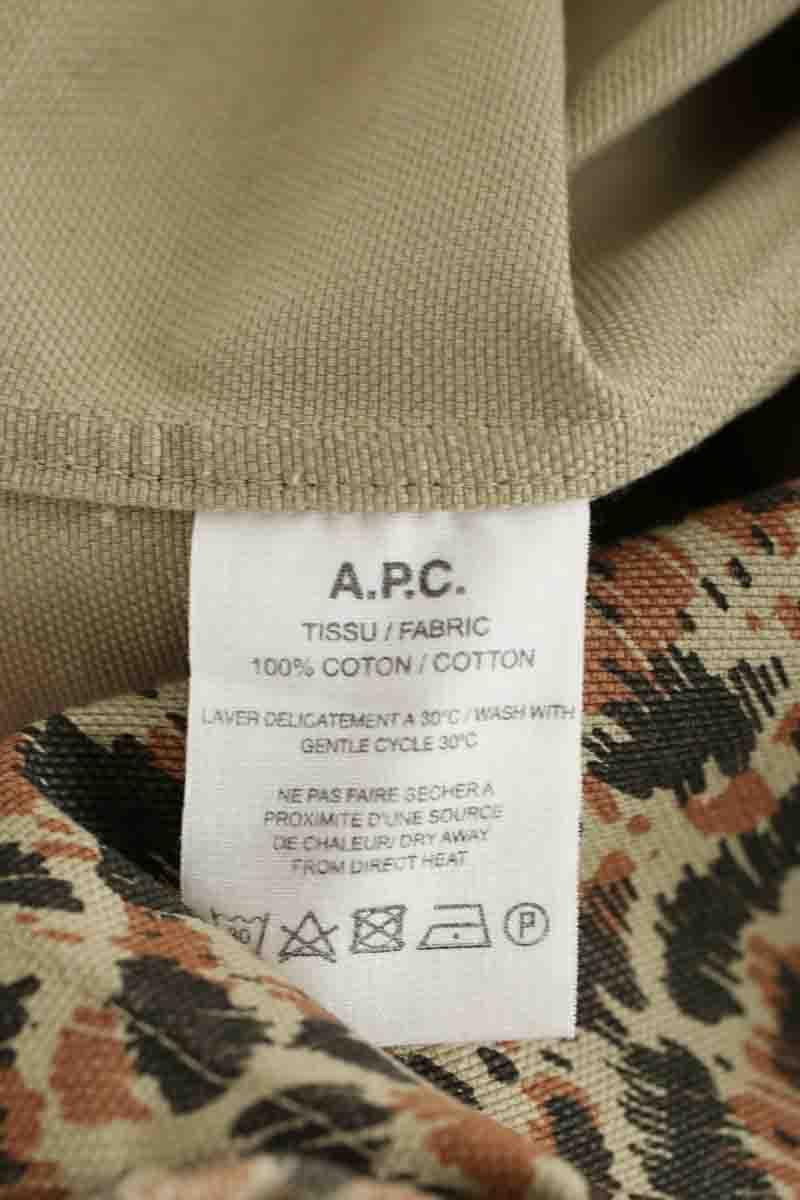 A.P.C.
TISSU / FABRIC
100% COTON / COTTON
LAVER DELICATEMENT A 30°C / WASH WITH
GENTLE CYCLE 30°C
NE PAS FAIRE SECHER A
PROXIMITE D'UNE SOURCE
DE CHALEUR/ DRY AWAY
FROM DIRECT HEAT
30 P